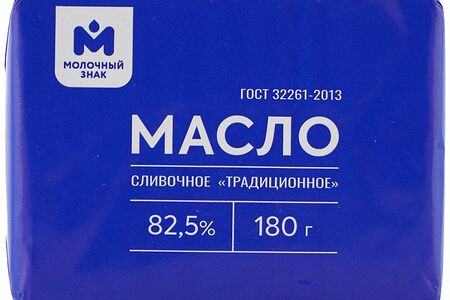 МОЛОЧНЫЙ
ЗНАК
ГОСТ 32261-2013
МАСЛО
СЛИВОЧНОЕ «ТРАДИЦИОННОЕ»
82,5% 180 г